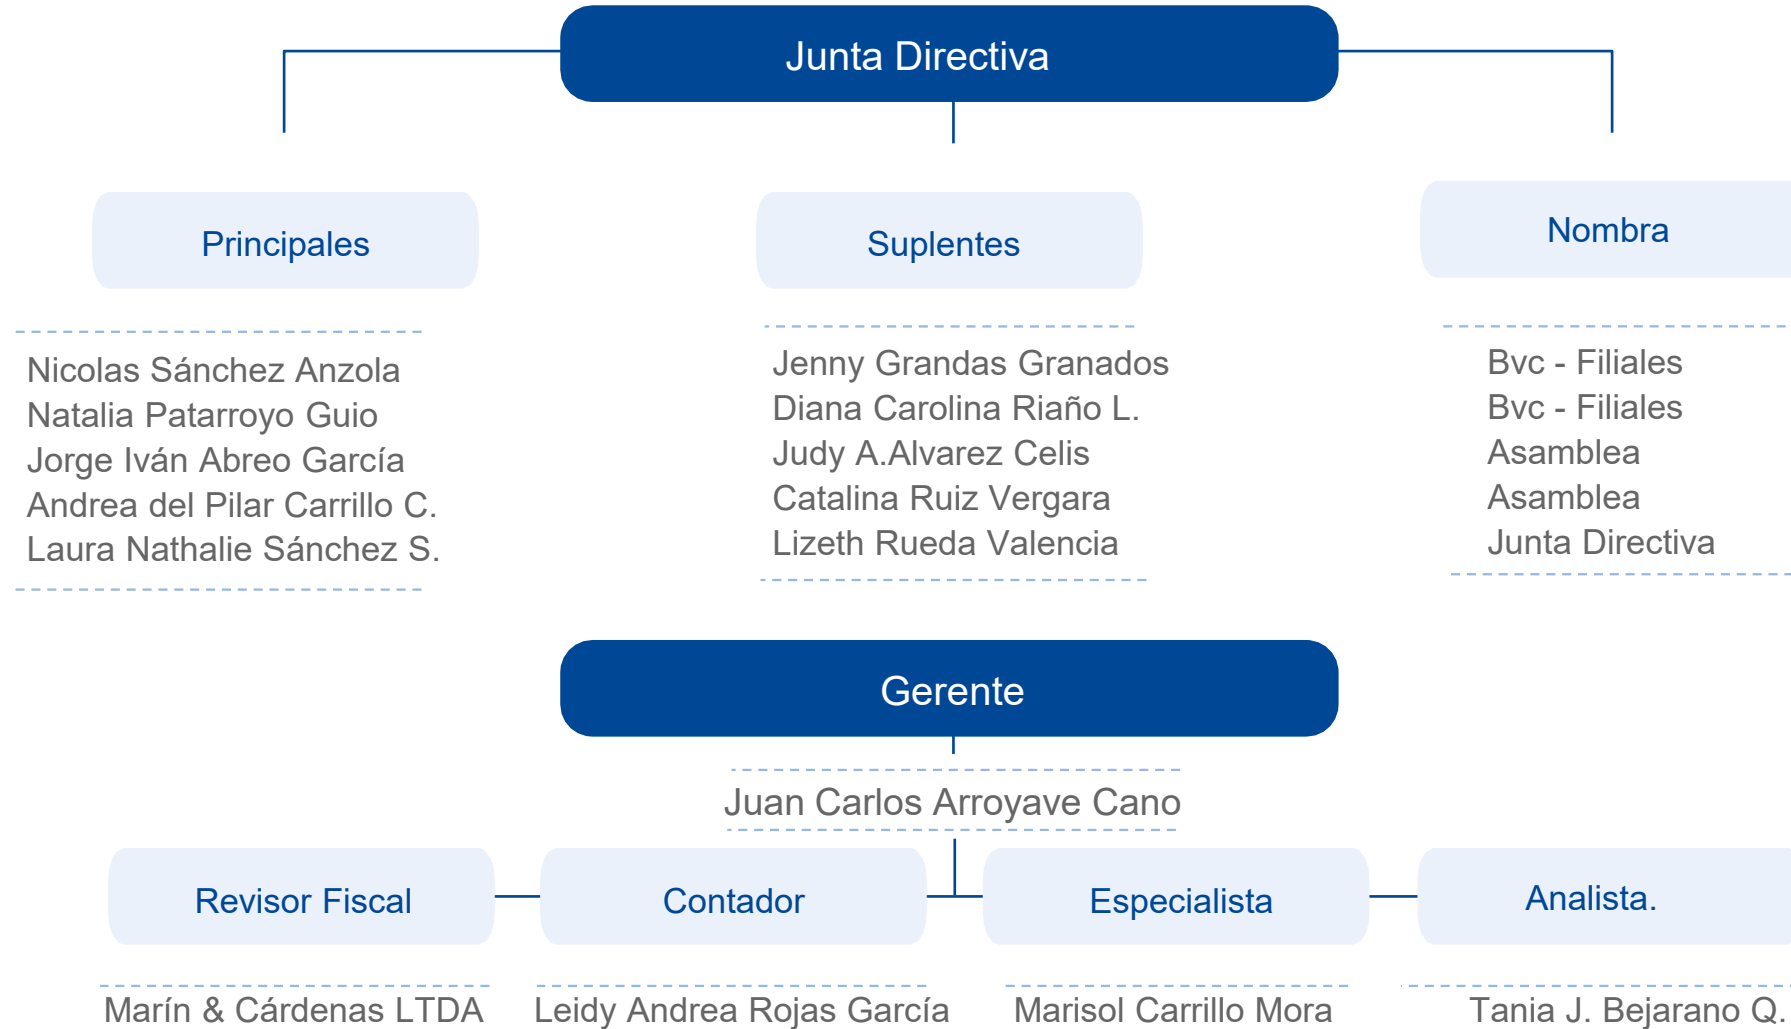 Junta Directiva
Principales
Suplentes
Nombra
Nicolas Sánchez Anzola
Natalia Patarroyo Guio
Jorge Iván Abreo García
Andrea del Pilar Carrillo C.
Laura Nathalie Sánchez S.
Jenny Grandas Granados
Diana Carolina Riaño L.
Judy A.Alvarez Celis
Catalina Ruiz Vergara
Lizeth Rueda Valencia
Bvc - Filiales
Bvc - Filiales
Asamblea
Asamblea
Junta Directiva
Gerente
Juan Carlos Arroyave Cano
Revisor Fiscal
Contador
Especialista
Analista.
Marín & Cárdenas LTDA
Leidy Andrea Rojas García
Marisol Carrillo Mora
Tania J. Bejarano Q.